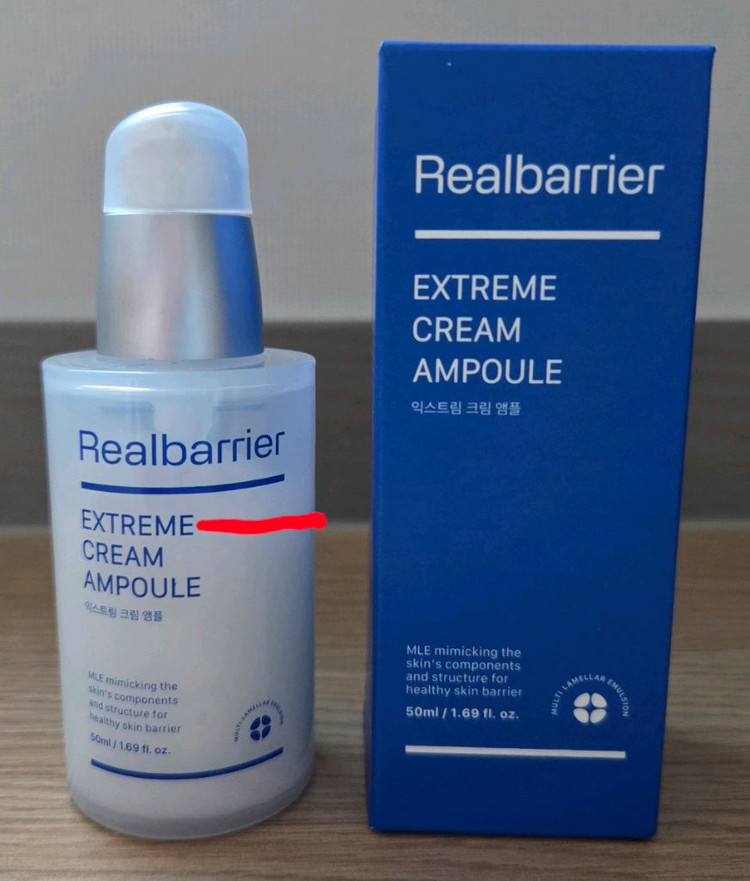 Realbarrier
EXTREME
CREAM
AMPOULE
익스트림 크림 앰플
MLE mimicking the
skin's components
and structure for
healthy skin barrier
50ml / 1.69 fl. oz.
MULTI LAMELLAR EMULSION
Realbarrier
EXTREME
CREAM
AMPOULE
익스트림 크림 앰플
MLE mimicking the
skin's components
and structure for
healthy skin barrier
50ml / 1.69 fl. oz.
MULTI LAMELLAR EMULSION